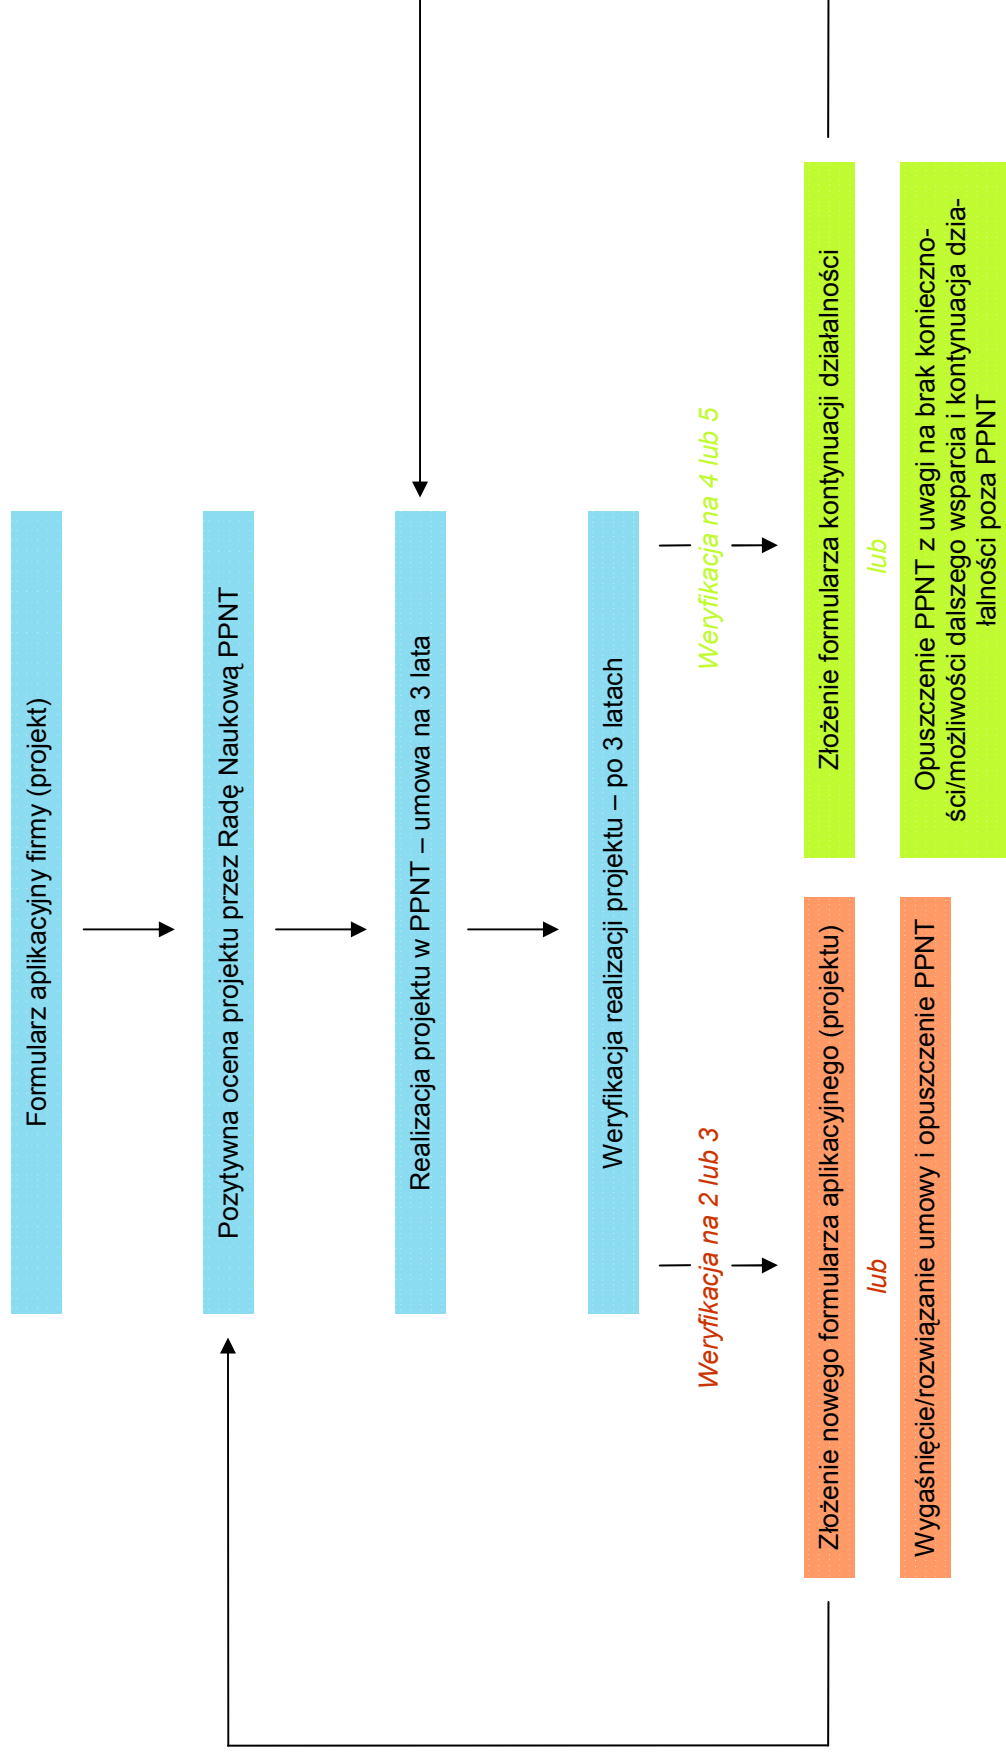 Formularz aplikacyjny firmy (projekt)
Pozytywna ocena projektu przez Radę Naukową PPNT
Realizacja projektu w PPNT – umowa na 3 lata
Weryfikacja realizacji projektu – po 3 latach
Weryfikacja na 2 lub 3
Złożenie nowego formularza aplikacyjnego (projektu)
lub
Wygaśnięcie/rozwiązanie umowy i opuszczenie PPNT
Weryfikacja na 4 lub 5
Złożenie formularza kontynuacji działalności
lub
Opuszczenie PPNT z uwagi na brak konieczno-
ści/możliwości dalszego wsparcia i kontynuacja dzia-
łalności poza PPNT